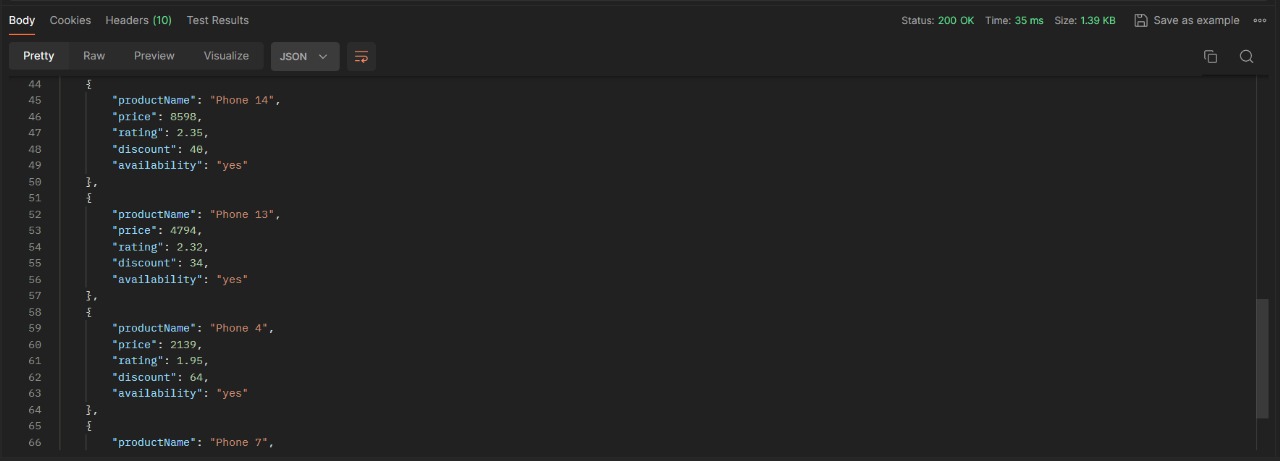 Body Cookies Headers (10) Test Results Status: 200 OK Time: 35 ms Size: 1.39 KB Save as example
Pretty Raw Preview Visualize JSON
44 {
45 "productName": "Phone 14",
46 "price": 8598,
47 "rating": 2.35,
48 "discount": 40,
49 "availability": "yes"
50 },
51 {
52 "productName": "Phone 13",
53 "price": 4794,
54 "rating": 2.32,
55 "discount": 34,
56 "availability": "yes"
57 },
58 {
59 "productName": "Phone 4",
60 "price": 2139,
61 "rating": 1.95,
62 "discount": 64,
63 "availability": "yes"
64 },
65 {
66 "productName": "Phone 7",